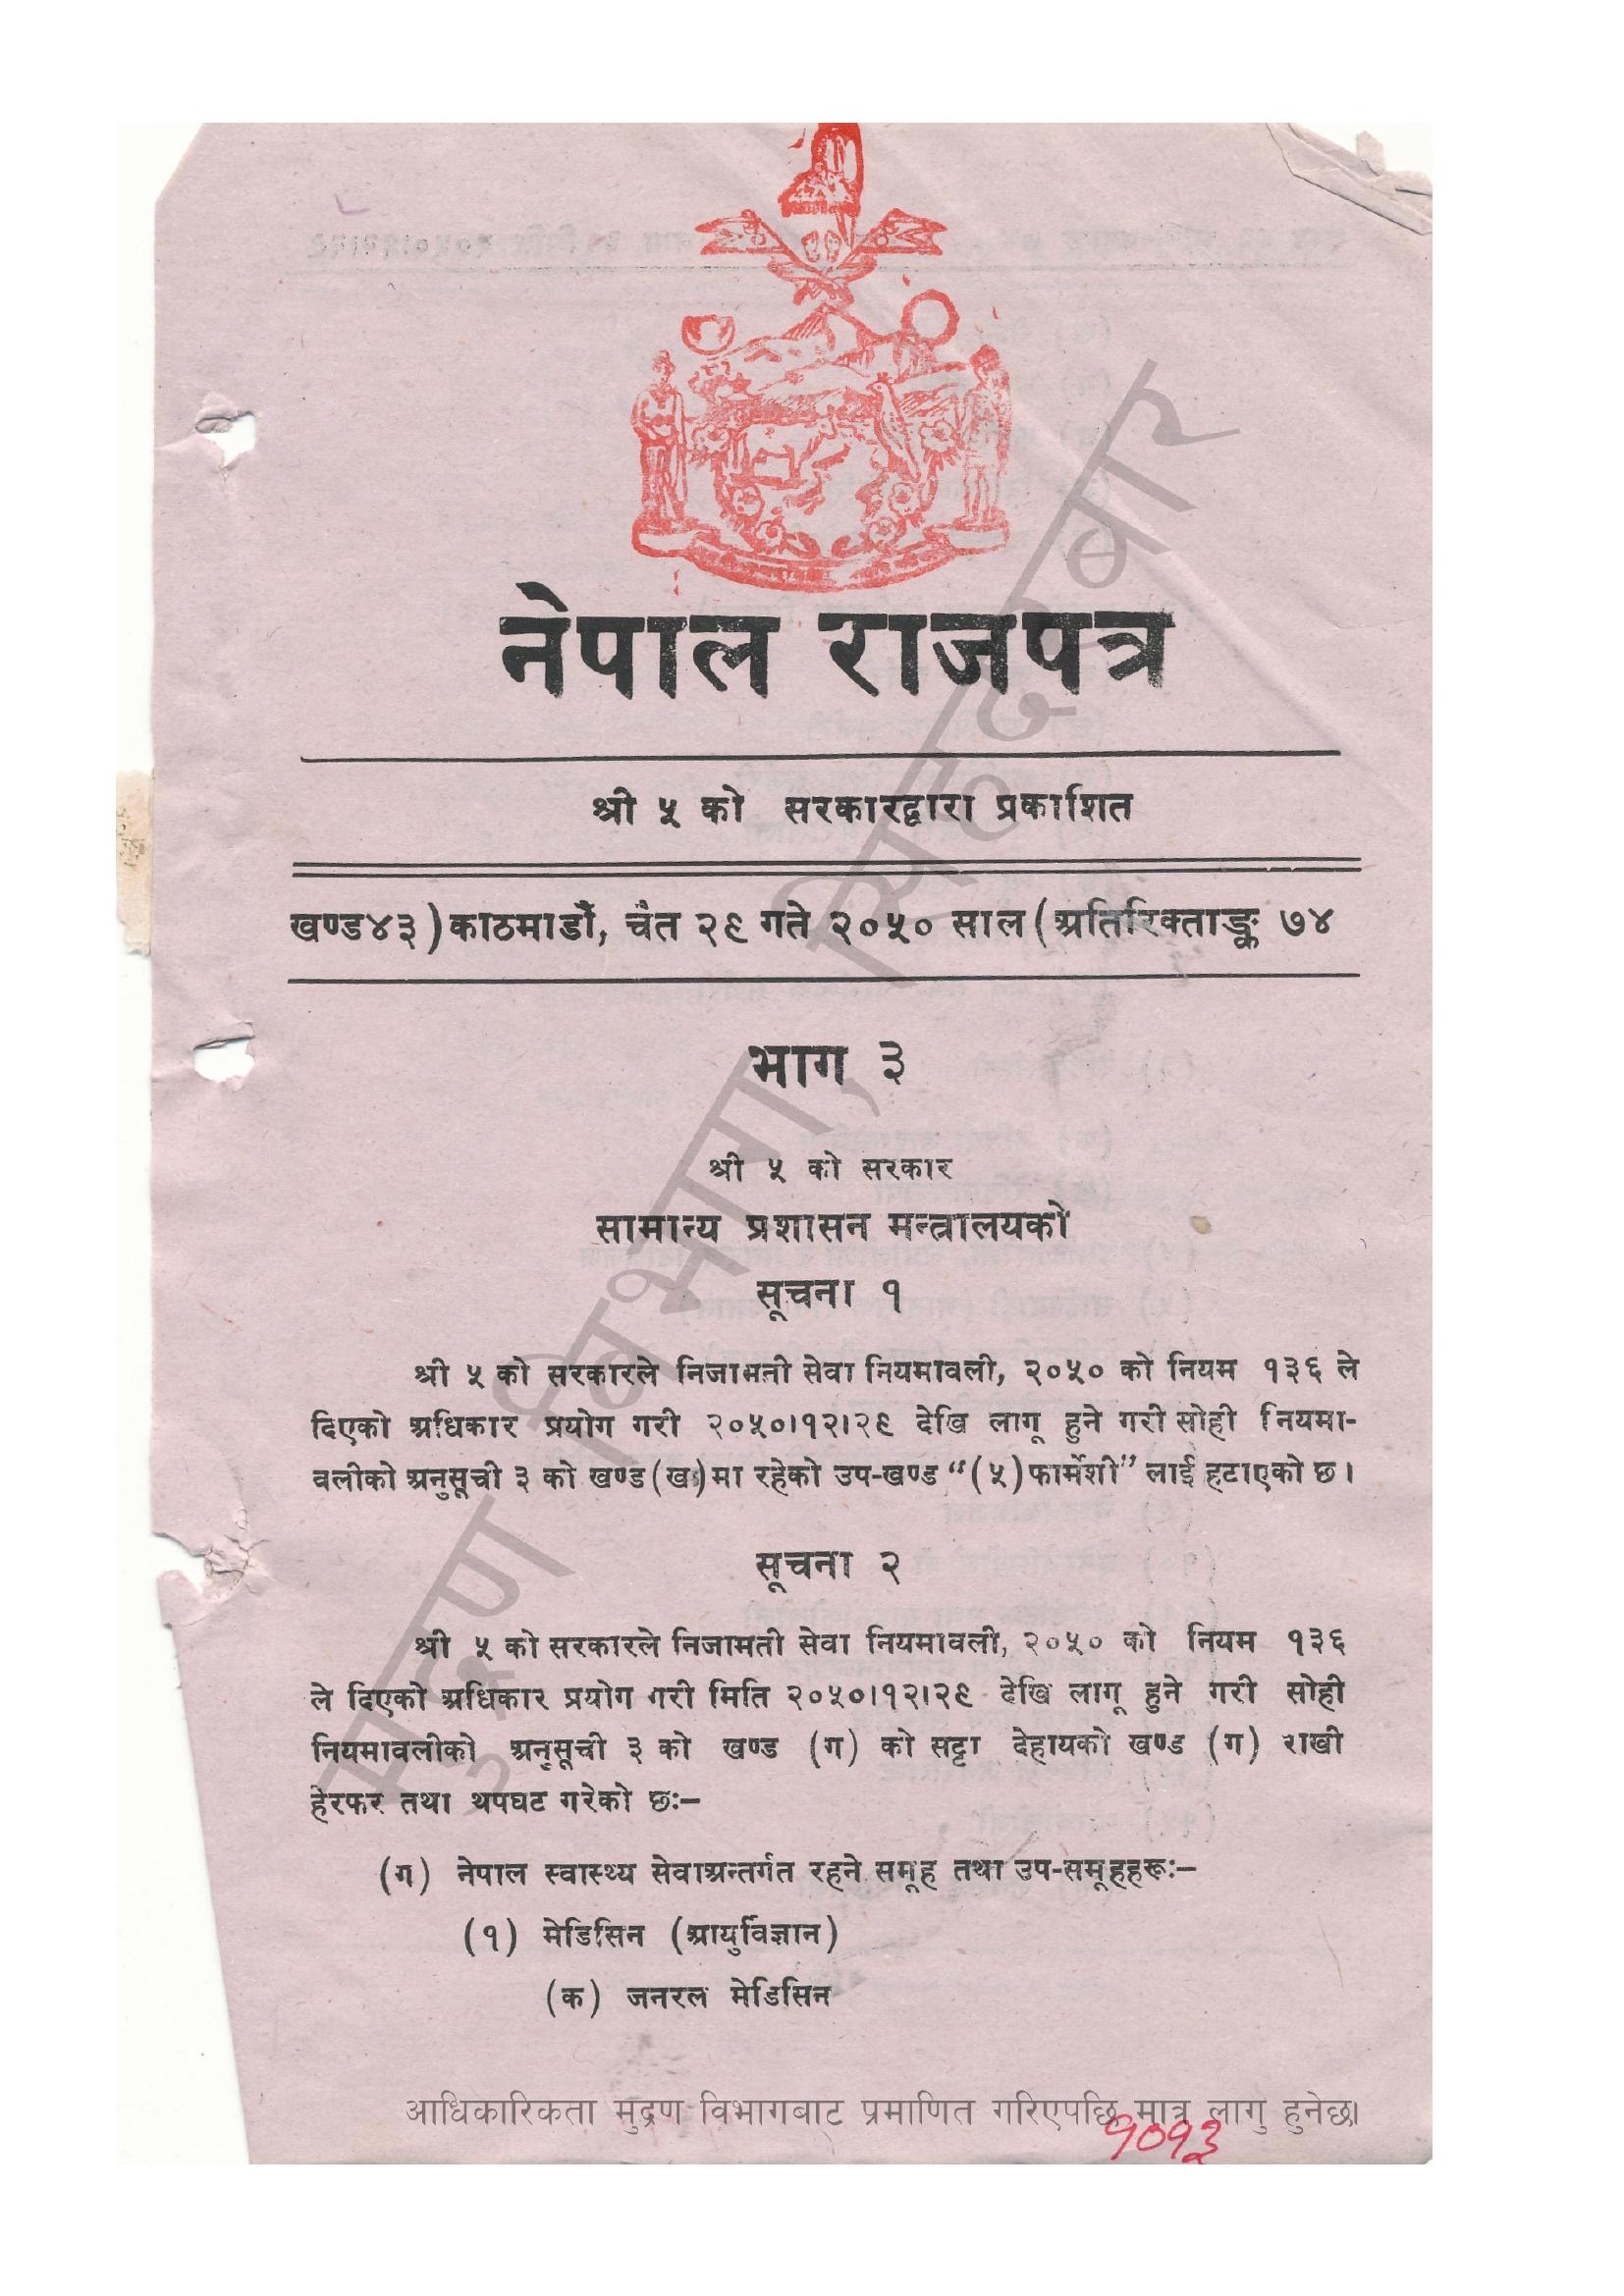 नेपाल राजपत्र
श्री ५ को सरकारद्वारा प्रकाशित
खण्ड४३) काठमाडौं, चैत २९ गते २०५० साल (अतिरिक्ताङ्क ७४
भाग ३
श्री ५ को सरकार
सामान्य प्रशासन मन्त्रालयको
सूचना १
श्री ५ को सरकारले निजामती सेवा नियमावली, २०५० को नियम १३६ ले
दिएको अधिकार प्रयोग गरी २०५०।१२।२९ देखि लागू हुने गरी सोही नियमा-
वलीको अनुसूची ३ को खण्ड (ख) मा रहेको उप-खण्ड “(५) फार्मेशी” लाई हटाएको छ।
सूचना २
श्री ५ को सरकारले निजामती सेवा नियमावली, २०५० को नियम १३६
ले दिएको अधिकार प्रयोग गरी मिति २०५०।१२।२९ देखि लागू हुने गरी सोही
नियमावलीको अनुसूची ३ को खण्ड (ग) को सट्टा देहायको खण्ड (ग) राखी
हेरफर तथा थपघट गरेको छः–
(ग) नेपाल स्वास्थ्य सेवाअन्तर्गत रहने समूह तथा उप-समूहहरूः–
(१) मेडिसिन (आयुर्विज्ञान)
(क) जनरल मेडिसिन
मुद्रण विभाग, सिंहदरबार
आधिकारिकता मुद्रण विभागबाट प्रमाणित गरिएपछि मात्र लागु हुनेछ।
१०१३